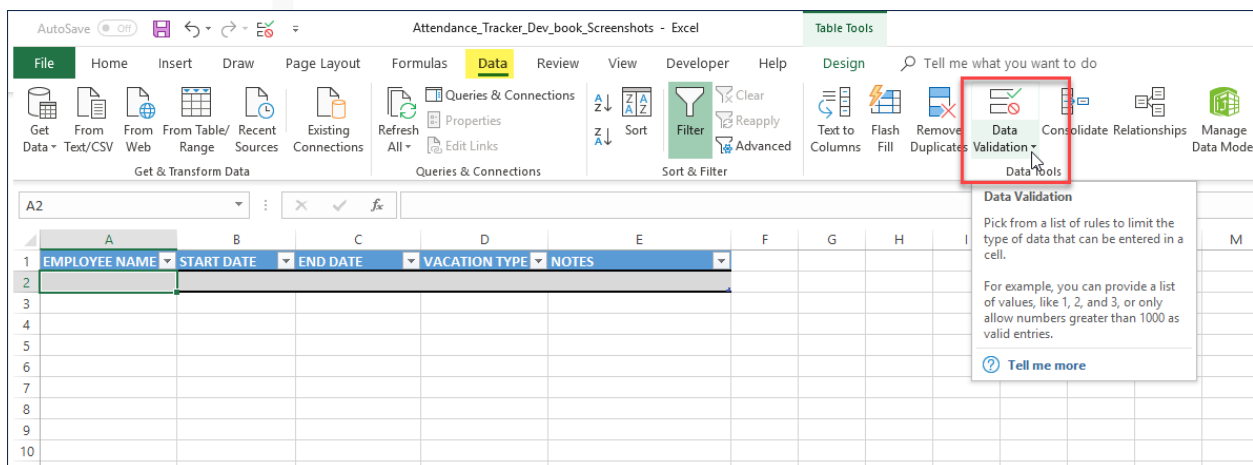 AutoSave Off Attendance_Tracker_Dev_book_Screenshots - Excel Table Tools
File Home Insert Draw Page Layout Formulas Data Review View Developer Help Design Tell me what you want to do
Queries & Connections Clear
Properties Reapply
Edit Links Advanced
Get From From From Table/ Recent Existing Refresh Sort Filter Text to Flash Remove Data Consolidate Relationships Manage
Data Text/CSV Web Range Sources Connections All Columns Fill Duplicates Validation Data Mode
Get & Transform Data Queries & Connections Sort & Filter Data Tools
A2 fx
A B C D E F G H I M
1 EMPLOYEE NAME START DATE END DATE VACATION TYPE NOTES
2
3
4
5
6
7
8
9
10
Data Validation
Pick from a list of rules to limit the
type of data that can be entered in a
cell.
For example, you can provide a list
of values, like 1, 2, and 3, or only
allow numbers greater than 1000 as
valid entries.
Tell me more